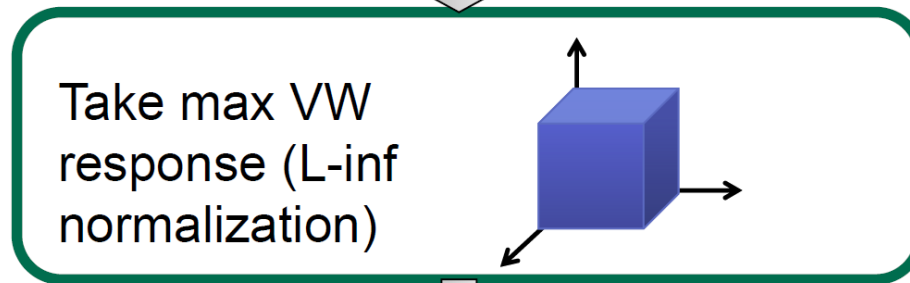 Take max VW
response (L-inf
normalization)